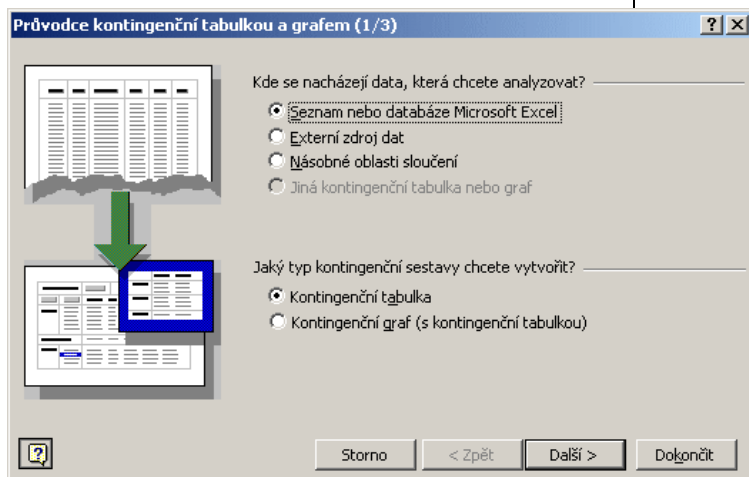 Průvodce kontingenční tabulkou a grafem (1/3)
Kde se nacházejí data, která chcete analyzovat?
Seznam nebo databáze Microsoft Excel
Externí zdroj dat
Násobné oblasti sloučení
Jiná kontingenční tabulka nebo graf
Jaký typ kontingenční sestavy chcete vytvořit?
Kontingenční tabulka
Kontingenční graf (s kontingenční tabulkou)
Storno
< Zpět
Další >
Dokončit